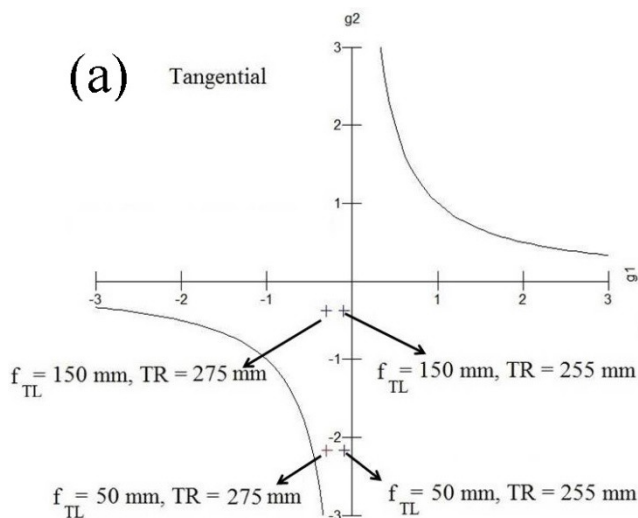 g2
(a) Tangential
3
2
1
-3 -2 -1 0 1 2 3
g1
f_TL = 150 mm, TR = 275 mm
f_TL = 150 mm, TR = 255 mm
-1
-2
f_TL = 50 mm, TR = 275 mm
f_TL = 50 mm, TR = 255 mm
-3